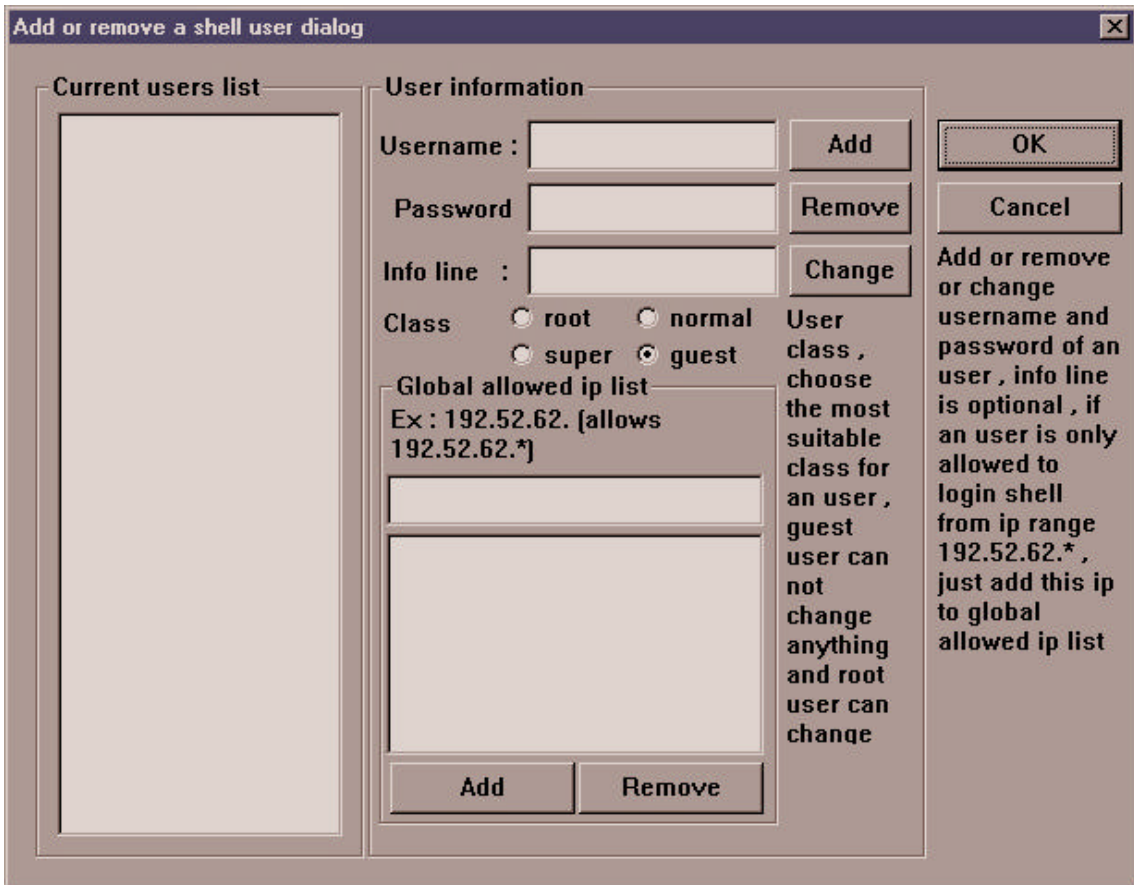 Add or remove a shell user dialog
Current users list
User information
Username :
Add
Password
Remove
Info line :
Change
Class
root
normal
super
guest
Global allowed ip list
Ex : 192.52.62. (allows
192.52.62.*)
Add
Remove
User
class ,
choose
the most
suitable
class for
an user ,
guest
user can
not
change
anything
and root
user can
change
OK
Cancel
Add or remove
or change
username and
password of an
user , info line
is optional , if
an user is only
allowed to
login shell
from ip range
192.52.62.* ,
just add this ip
to global
allowed ip list